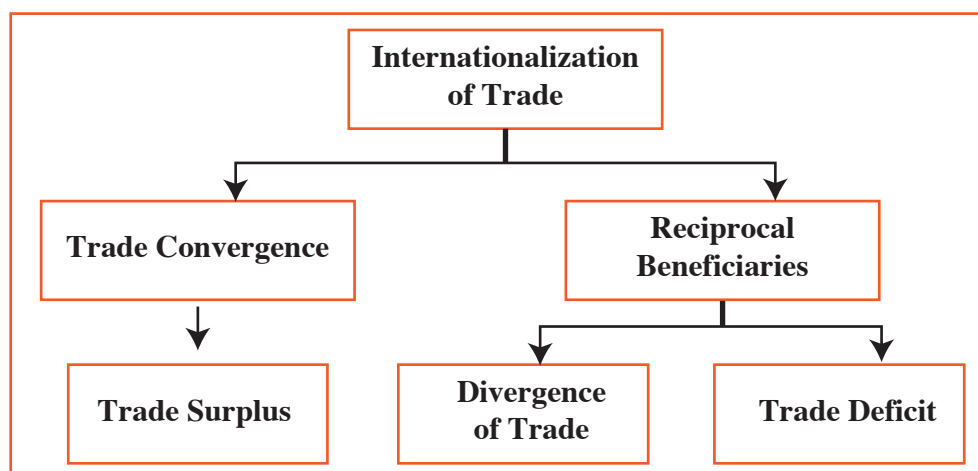 Internationalization
of Trade
Trade Convergence
Reciprocal
Beneficiaries
Trade Surplus
Divergence
of Trade
Trade Deficit